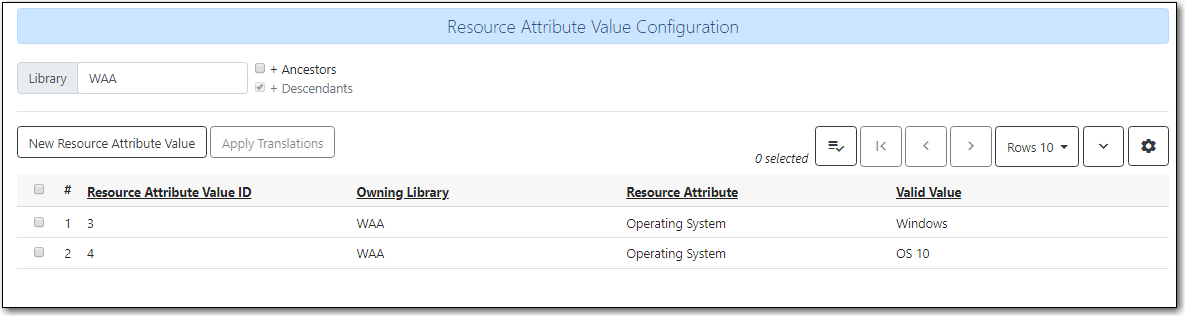 Resource Attribute Value Configuration
Library WAA + Ancestors
+ Descendants
New Resource Attribute Value Apply Translations 0 selected Rows 10
# Resource Attribute Value ID Owning Library Resource Attribute Valid Value
1 3 WAA Operating System Windows
2 4 WAA Operating System OS 10